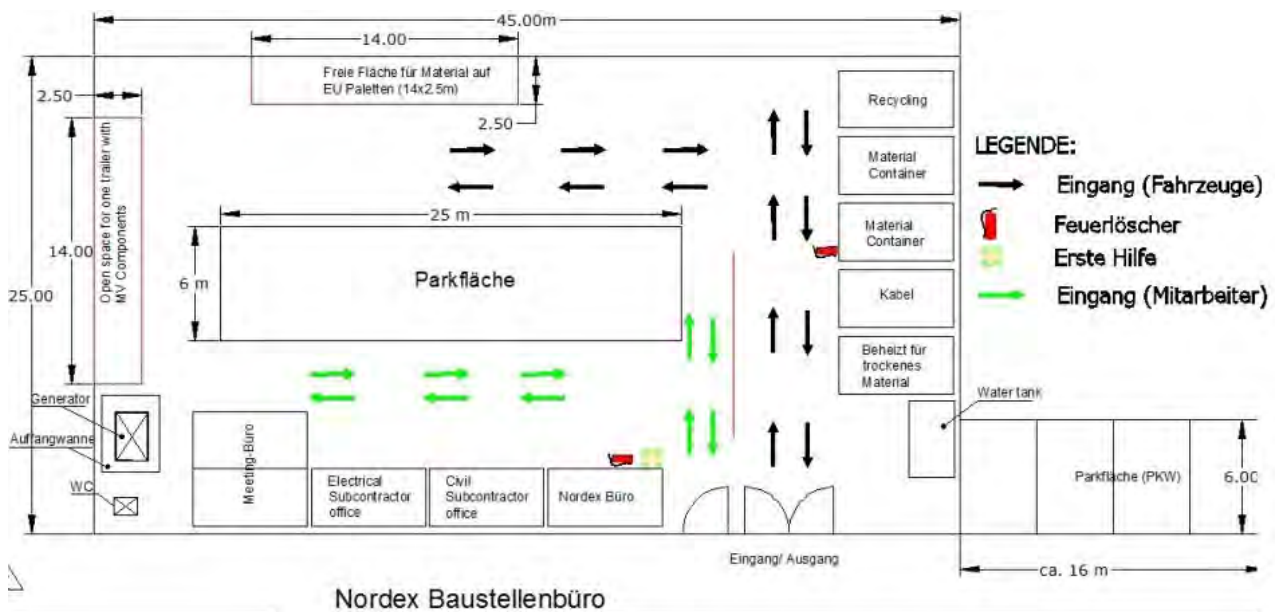 45.00m
14.00
Freie Fläche für Material auf
EU Paletten (14x2.5m)
2.50
2.50
Recycling
Material
Container
Material
Container
Kabel
Beheizt für
trockenes
Material
LEGENDE:
Eingang (Fahrzeuge)
Feuerlöscher
Erste Hilfe
Eingang (Mitarbeiter)
Open space for one trailer with
MV Components
14.00
25.00
25 m
6 m
Parkfläche
Generator
Auffangwanne
WC
Meeting-Büro
Electrical
Subcontractor
office
Civil
Subcontractor
office
Nordex Büro
Water tank
Parkfläche (PKW)
6.00
Eingang/ Ausgang
ca. 16 m
Nordex Baustellenbüro